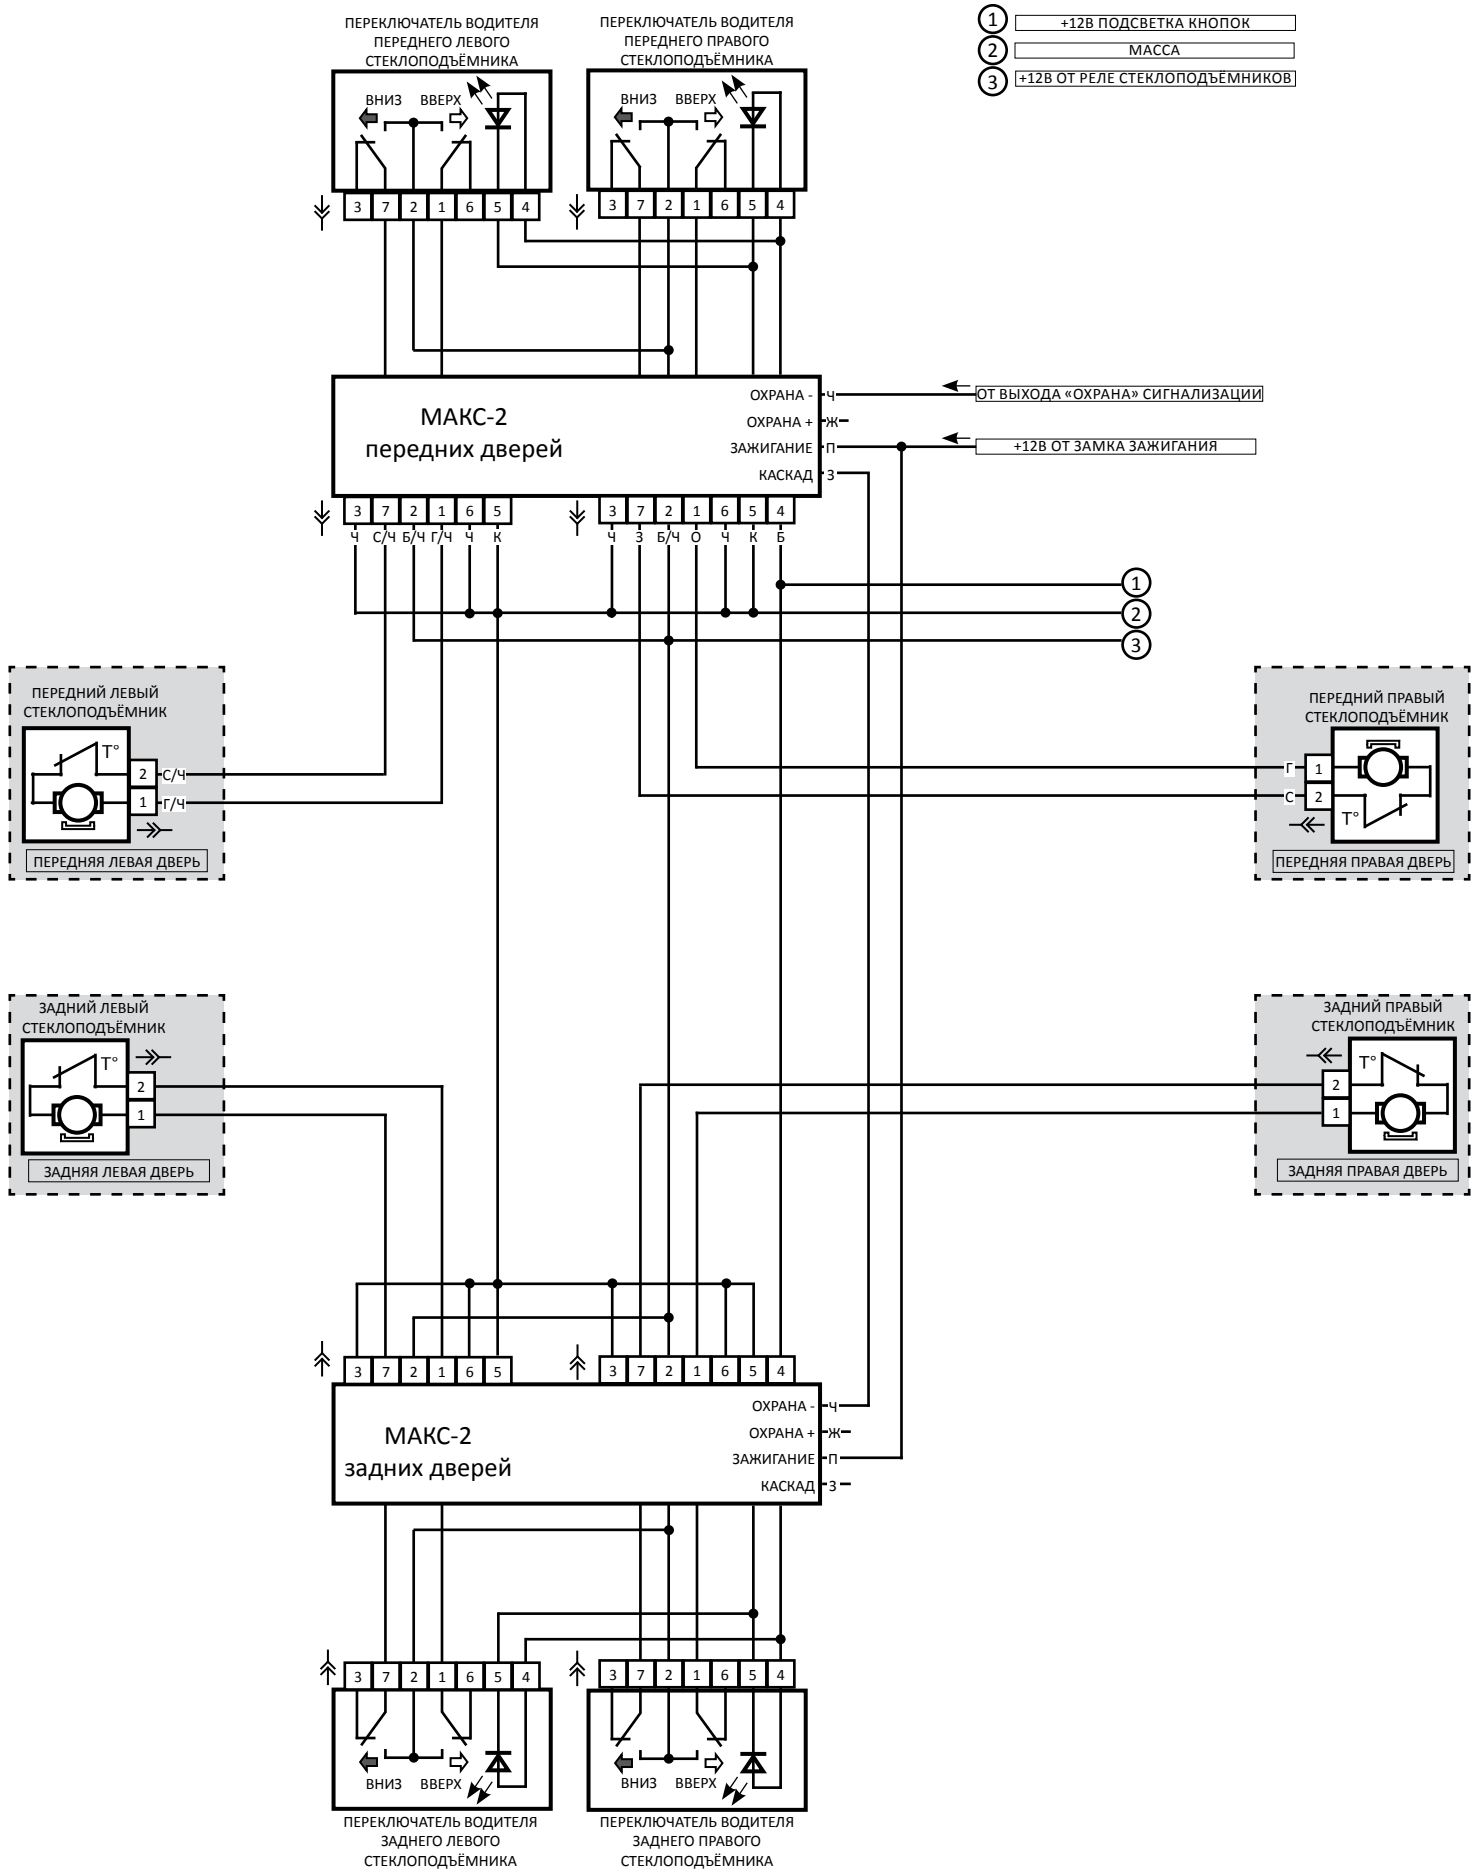 ПЕРЕКЛЮЧАТЕЛЬ ВОДИТЕЛЯ
ПЕРЕДНЕГО ЛЕВОГО
СТЕКЛОПОДЪЁМНИКА
ПЕРЕКЛЮЧАТЕЛЬ ВОДИТЕЛЯ
ПЕРЕДНЕГО ПРАВОГО
СТЕКЛОПОДЪЁМНИКА
1 +12В ПОДСВЕТКА КНОПОК
2 МАССА
3 +12В ОТ РЕЛЕ СТЕКЛОПОДЪЁМНИКОВ
ВНИЗ ВВЕРХ
ВНИЗ ВВЕРХ
3 7 2 1 6 5 4
3 7 2 1 6 5 4
МАКС-2
передних дверей
ОХРАНА - Ч
ОХРАНА + Ж
ЗАЖИГАНИЕ П
КАСКАД З
ОТ ВЫХОДА «ОХРАНА» СИГНАЛИЗАЦИИ
+12В ОТ ЗАМКА ЗАЖИГАНИЯ
3 7 2 1 6 5
3 7 2 1 6 5 4
Ч С/Ч Б/Ч Г/Ч Ч К
Ч З Б/Ч О Ч К Б
1
2
3
ПЕРЕДНИЙ ЛЕВЫЙ
СТЕКЛОПОДЪЁМНИК
T°
2 С/Ч
1 Г/Ч
ПЕРЕДНЯЯ ЛЕВАЯ ДВЕРЬ
ПЕРЕДНИЙ ПРАВЫЙ
СТЕКЛОПОДЪЁМНИК
Г 1
С 2
T°
ПЕРЕДНЯЯ ПРАВАЯ ДВЕРЬ
ЗАДНИЙ ЛЕВЫЙ
СТЕКЛОПОДЪЁМНИК
T°
2
1
ЗАДНЯЯ ЛЕВАЯ ДВЕРЬ
ЗАДНИЙ ПРАВЫЙ
СТЕКЛОПОДЪЁМНИК
T°
2
1
ЗАДНЯЯ ПРАВАЯ ДВЕРЬ
3 7 2 1 6 5
3 7 2 1 6 5 4
МАКС-2
задних дверей
ОХРАНА - Ч
ОХРАНА + Ж
ЗАЖИГАНИЕ П
КАСКАД З
3 7 2 1 6 5 4
3 7 2 1 6 5 4
ВНИЗ ВВЕРХ
ВНИЗ ВВЕРХ
ПЕРЕКЛЮЧАТЕЛЬ ВОДИТЕЛЯ
ЗАДНЕГО ЛЕВОГО
СТЕКЛОПОДЪЁМНИКА
ПЕРЕКЛЮЧАТЕЛЬ ВОДИТЕЛЯ
ЗАДНЕГО ПРАВОГО
СТЕКЛОПОДЪЁМНИКА